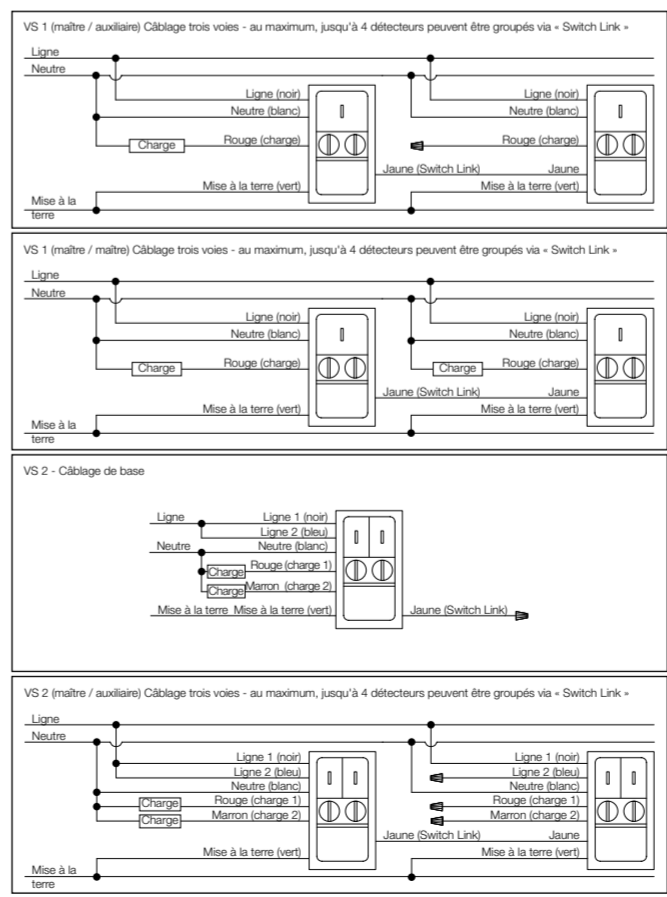 VS 1 (maître / auxiliaire) Câblage trois voies - au maximum, jusqu'à 4 détecteurs peuvent être groupés via « Switch Link »
Ligne
Neutre
Ligne (noir)
Ligne (noir)
Neutre (blanc)
Neutre (blanc)
Charge
Rouge (charge)
Rouge (charge)
Jaune (Switch Link)
Jaune
Mise à la terre (vert)
Mise à la terre (vert)
Mise à la
terre
VS 1 (maître / maître) Câblage trois voies - au maximum, jusqu'à 4 détecteurs peuvent être groupés via « Switch Link »
Ligne
Neutre
Ligne (noir)
Ligne (noir)
Neutre (blanc)
Neutre (blanc)
Charge
Rouge (charge)
Charge
Rouge (charge)
Jaune (Switch Link)
Jaune
Mise à la terre (vert)
Mise à la terre (vert)
Mise à la
terre
VS 2 - Câblage de base
Ligne
Ligne 1 (noir)
Ligne 2 (bleu)
Neutre
Neutre (blanc)
Charge
Rouge (charge 1)
Charge
Marron (charge 2)
Mise à la terre
Mise à la terre (vert)
Jaune (Switch Link)
VS 2 (maître / auxiliaire) Câblage trois voies - au maximum, jusqu'à 4 détecteurs peuvent être groupés via « Switch Link »
Ligne
Neutre
Ligne 1 (noir)
Ligne 1 (noir)
Ligne 2 (bleu)
Ligne 2 (bleu)
Neutre (blanc)
Neutre (blanc)
Charge
Rouge (charge 1)
Rouge (charge 1)
Charge
Marron (charge 2)
Marron (charge 2)
Jaune (Switch Link)
Jaune
Mise à la terre (vert)
Mise à la terre (vert)
Mise à la
terre